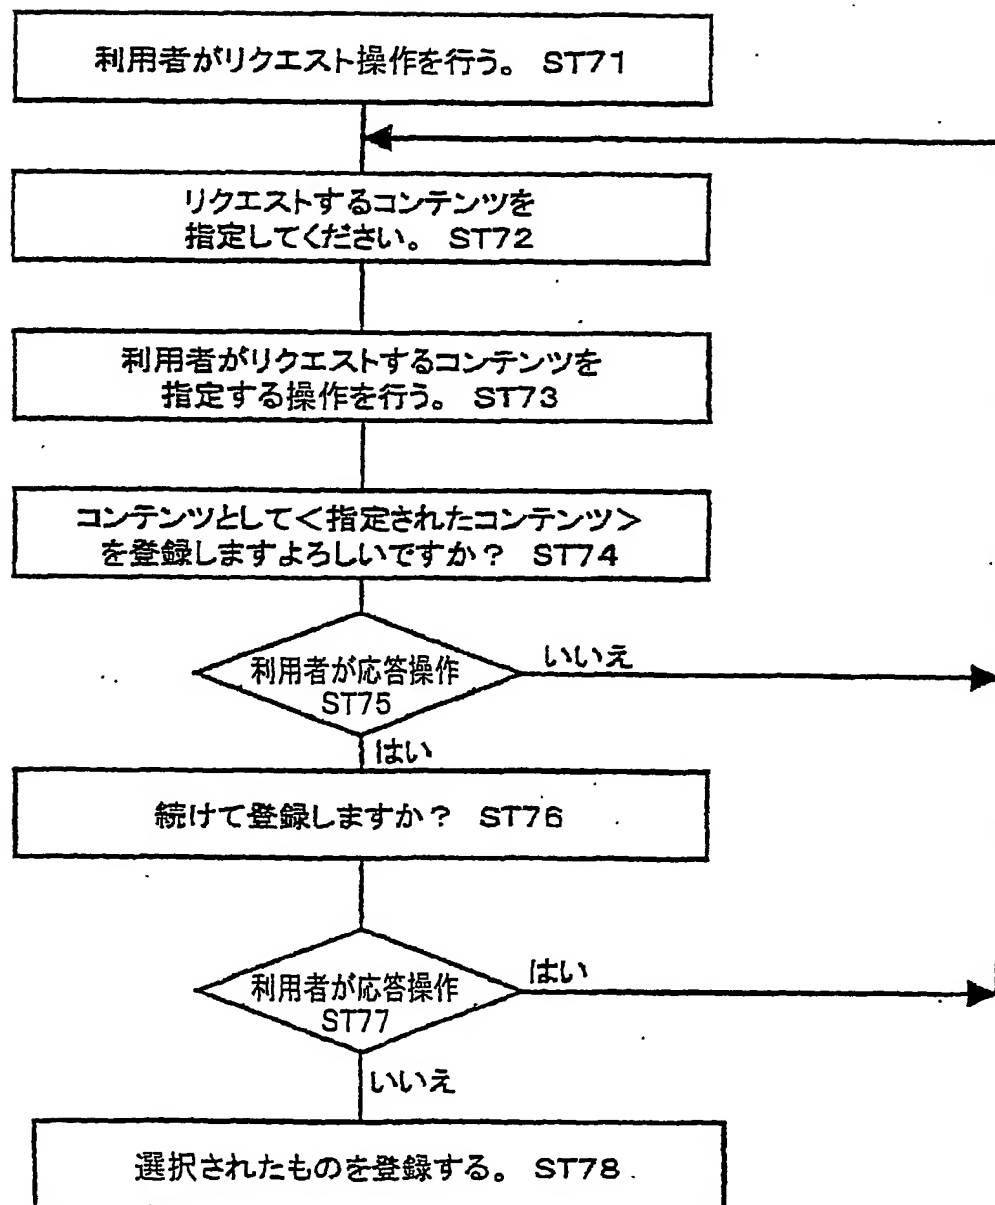 利用者がリクエスト操作を行う。 ST71
リクエストするコンテンツを
指定してください。 ST72
利用者がリクエストするコンテンツを
指定する操作を行う。 ST73
コンテンツとして<指定されたコンテンツ>
を登録しますよろしいですか? ST74
利用者が応答操作
ST75
いいえ
はい
続けて登録しますか? ST76
利用者が応答操作
ST77
はい
いいえ
選択されたものを登録する。 ST78